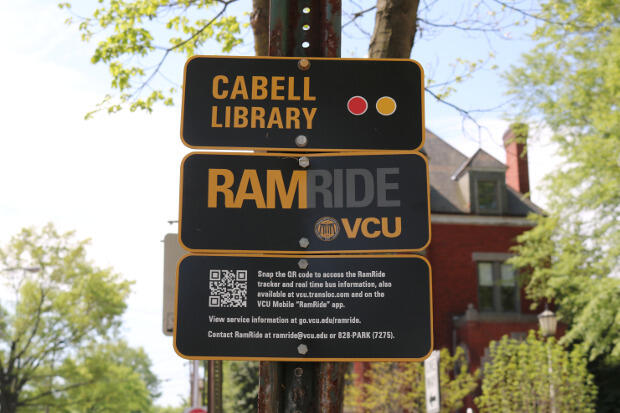 CABELL
LIBRARY
RAMRIDE
VCU
Snap the QR code to access the RamRide
tracker and real time bus information, also
available at vcu.transloc.com and on the
VCU Mobile "RamRide" app.
View service information at go.vcu.edu/ramride.
Contact RamRide at ramride@vcu.edu or 828-PARK (7275).